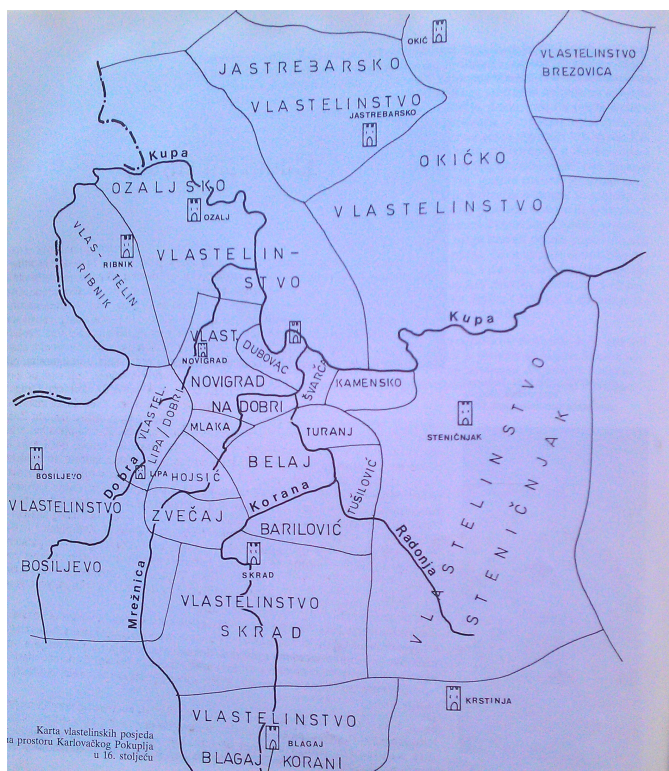 OKIĆ
JASTREBARSKO
VLASTELINSTVO
JASTREBARSKO
VLASTELINSTVO
BREZOVICA
OKIĆKO
VLASTELINSTVO
Kupa
OZALJSKO
OZALJ
VLASTELIN-
STVO
VLAS-TELIN
RIBNIK
RIBNIK
Kupa
VLAST.
NOVIGRAD
NOVIGRAD
NA DOBRI
DUBOVAC
ŠVARČA
KAMENSKO
VLASTEL.
LIPA/DOBRI
MLAKA
TURANJ
STENIČNJAK
VLASTELINSTVO
STENIČNJAK
BOSILJEVO
VLASTELINSTVO
BOSILJEVO
Dobra
LIPA
HOJSIĆ
BELAJ
TUŠILOVIĆ
Korana
ZVEČAJ
BARILOVIĆ
Radonja
Mrežnica
SKRAD
VLASTELINSTVO
SKRAD
KRSTINJA
VLASTELINSTVO
BLAGAJ
BLAGAJ KORANI
Karta vlastelinskih posjeda
na prostoru Karlovačkog Pokuplja
u 16. stoljeću